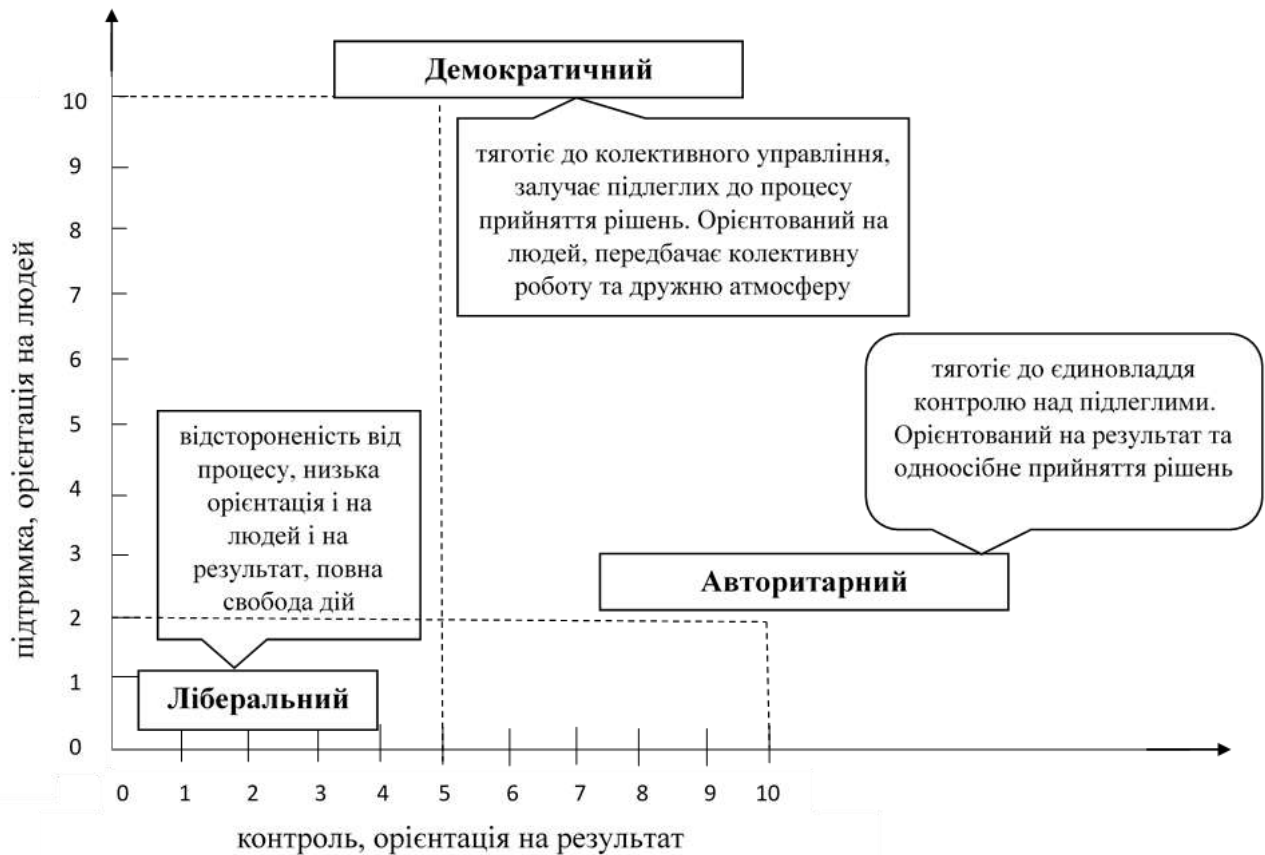 Демократичний
тяготіє до колективного управління,
залучає підлеглих до процесу
прийняття рішень. Орієнтований на
людей, передбачає колективну
роботу та дружню атмосферу
тяготіє до єдиновладдя
контролю над підлеглими.
Орієнтований на результат та
одноосібне прийняття рішень
Авторитарний
відстороненість від
процесу, низька
орієнтація і на
людей і на
результат, повна
свобода дій
Ліберальний
підтримка, орієнтація на людей
10
9
8
7
6
5
4
3
2
1
0
0 1 2 3 4 5 6 7 8 9 10
контроль, орієнтація на результат